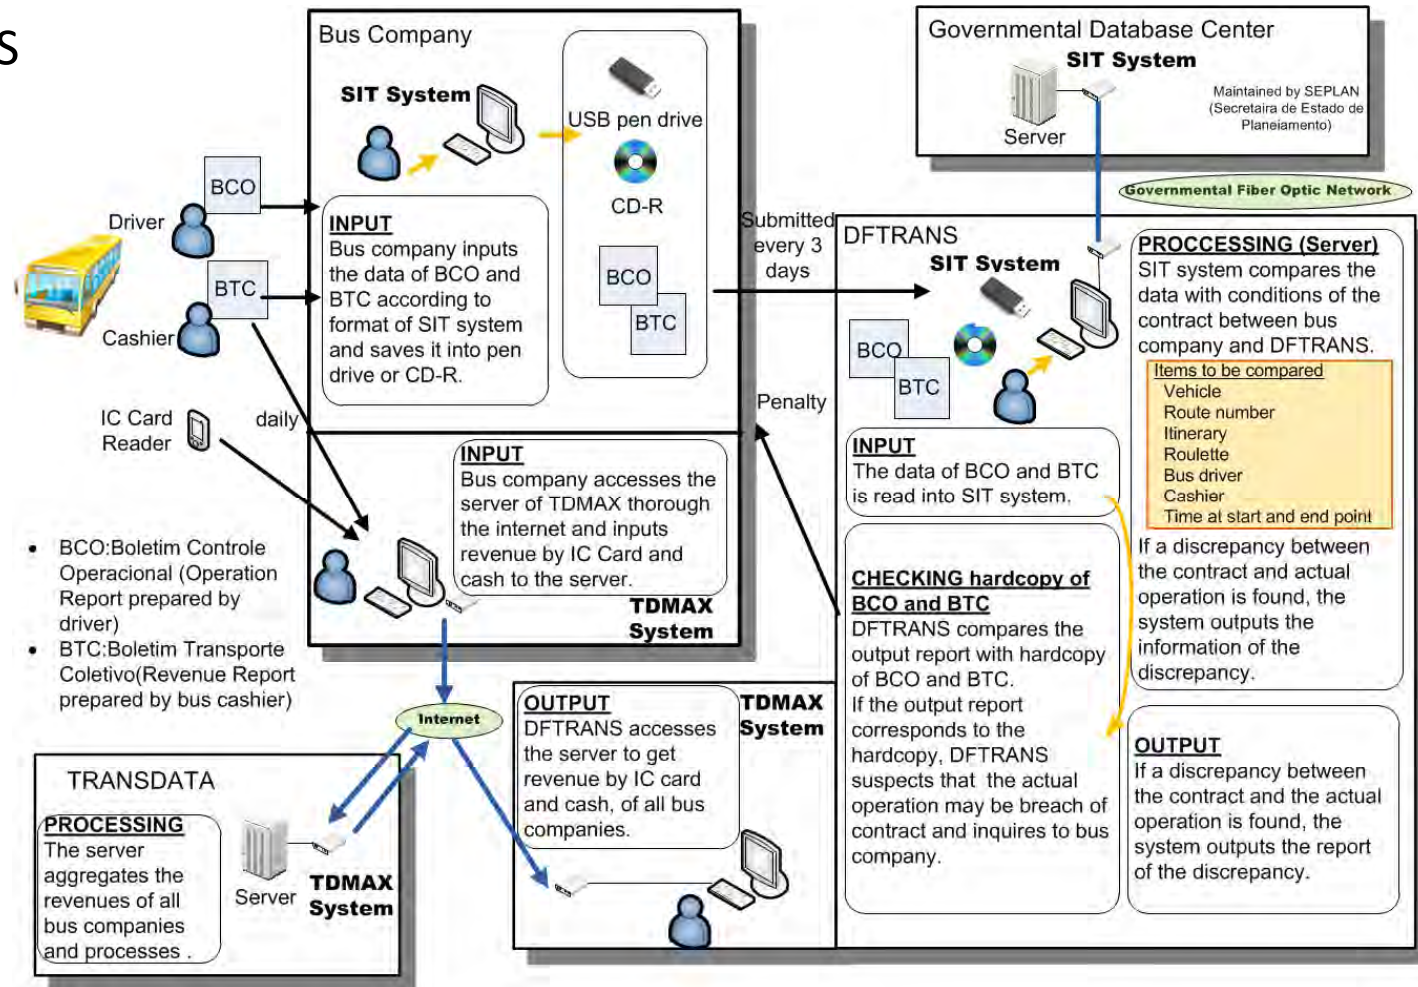 S
Bus Company
SIT System
USB pen drive
CD-R
BCO
BTC
BCO
Driver
BTC
Cashier
INPUT
Bus company inputs
the data of BCO and
BTC according to
format of SIT system
and saves it into pen
drive or CD-R.
IC Card
Reader
daily
INPUT
Bus company accesses the
server of TDMAX thorough
the internet and inputs
revenue by IC Card and
cash to the server.
TDMAX
System
• BCO:Boletim Controle
Operacional (Operation
Report prepared by
driver)
• BTC:Boletim Transporte
Coletivo(Revenue Report
prepared by bus cashier)
Internet
TRANSDATA
PROCESSING
The server
aggregates the
revenues of all
bus companies
and processes .
Server
TDMAX
System
OUTPUT
DFTRANS accesses
the server to get
revenue by IC card
and cash, of all bus
companies.
TDMAX
System
Submitted
every 3
days
Penalty
Governmental Database Center
SIT System
Server
Maintained by SEPLAN
(Secretaira de Estado de
Planeiamento)
Governmental Fiber Optic Network
DFTRANS
SIT System
BCO
BTC
INPUT
The data of BCO and BTC
is read into SIT system.
CHECKING hardcopy of
BCO and BTC
DFTRANS compares the
output report with hardcopy
of BCO and BTC.
If the output report
corresponds to the
hardcopy, DFTRANS
suspects that the actual
operation may be breach of
contract and inquires to bus
company.
PROCCESSING (Server)
SIT system compares the
data with conditions of the
contract between bus
company and DFTRANS.
Items to be compared
Vehicle
Route number
Itinerary
Roulette
Bus driver
Cashier
Time at start and end point
If a discrepancy between
the contract and actual
operation is found, the
system outputs the
information of the
discrepancy.
OUTPUT
If a discrepancy between
the contract and the actual
operation is found, the
system outputs the report
of the discrepancy.